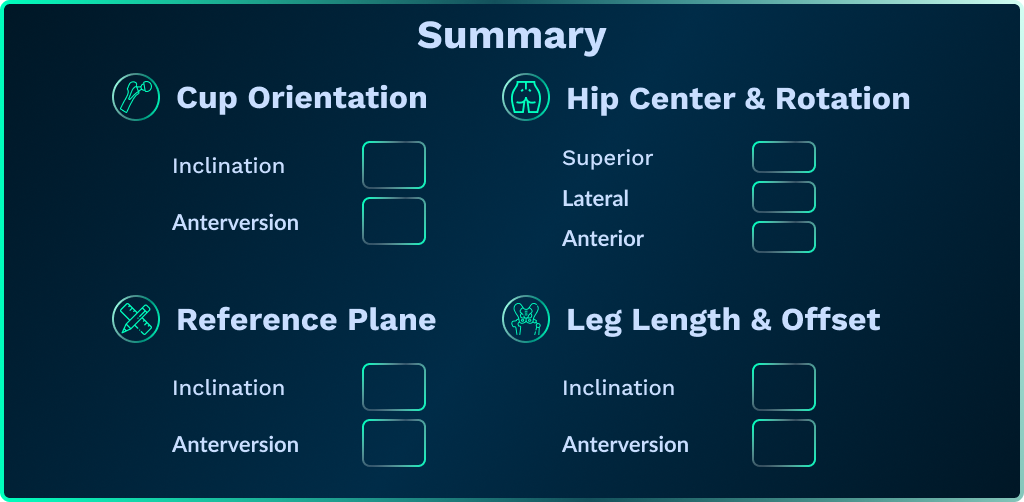 Summary
Cup Orientation
Inclination
Anterversion
Hip Center & Rotation
Superior
Lateral
Anterior
Reference Plane
Inclination
Anterversion
Leg Length & Offset
Inclination
Anterversion